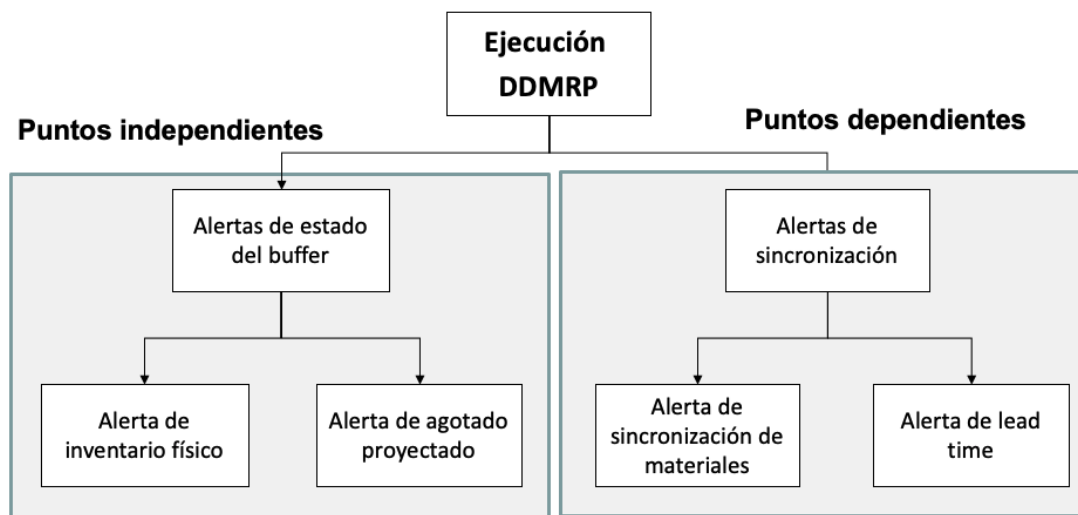 Ejecución
DDMRP
Puntos independientes
Puntos dependientes
Alertas de estado
del buffer
Alertas de
sincronización
Alerta de
inventario físico
Alerta de agotado
proyectado
Alerta de
sincronización de
materiales
Alerta de lead
time